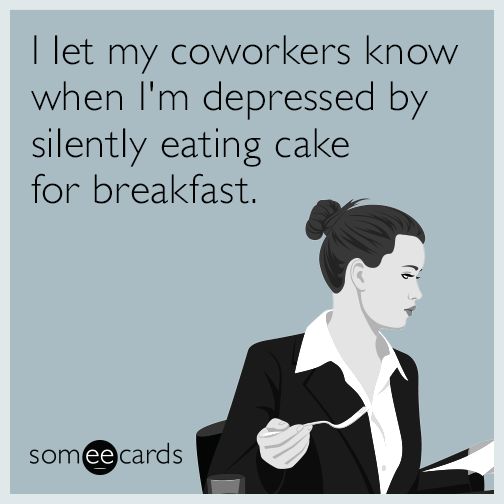 I let my coworkers know
when I'm depressed by
silently eating cake
for breakfast.
someecards